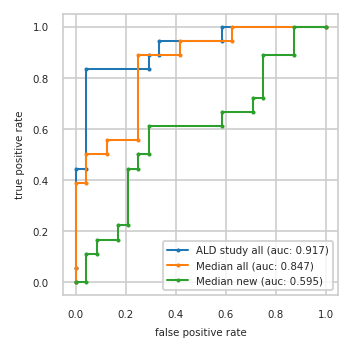 1.0
0.8
0.6
0.4
0.2
0.0
true positive rate
ALD study all (auc: 0.917)
Median all (auc: 0.847)
Median new (auc: 0.595)
0.0 0.2 0.4 0.6 0.8 1.0
false positive rate